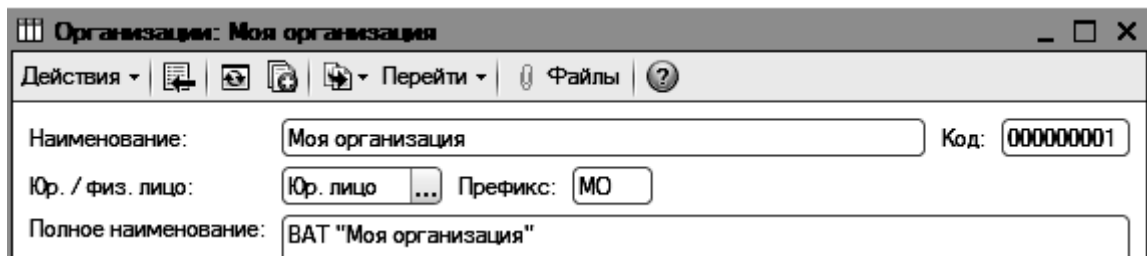 Организации: Моя организация
Действия Перейти Файлы
Наименование: Моя организация Код: 000000001
Юр. / физ. лицо: Юр. лицо ... Префикс: МО
Полное наименование: ВАТ "Моя организация"